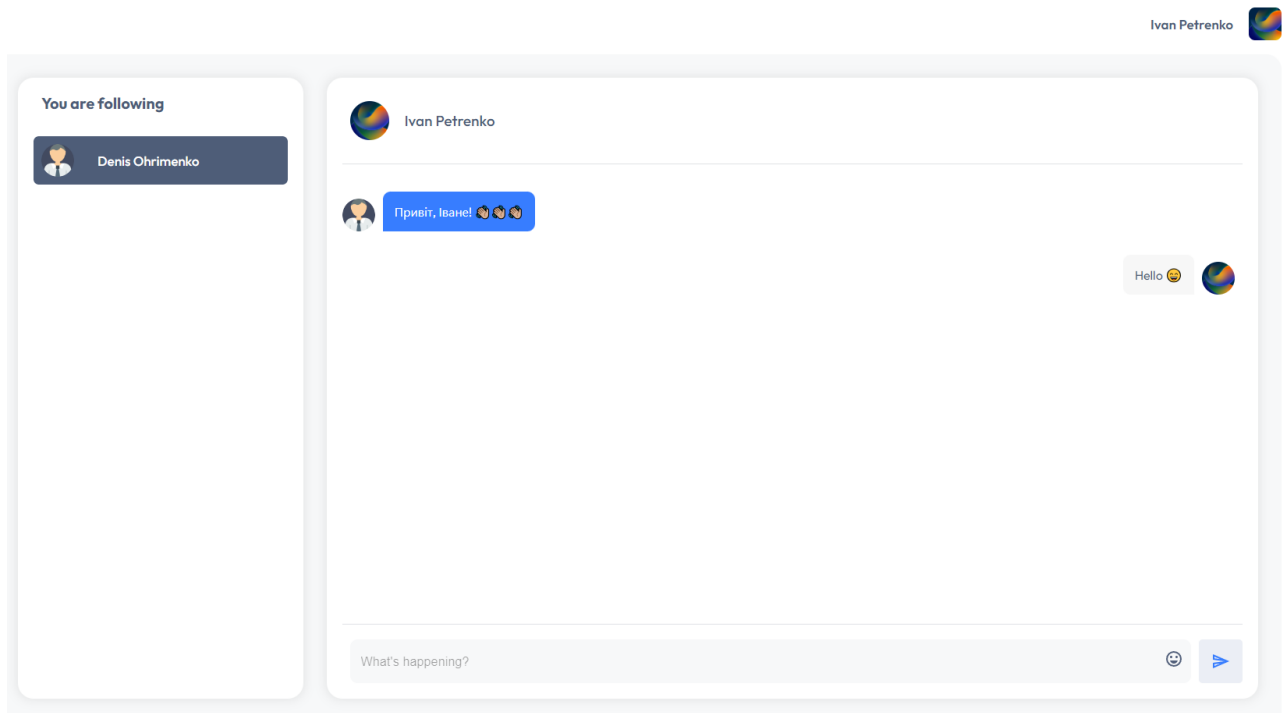 Ivan Petrenko
You are following
Denis Ohrimenko
Ivan Petrenko
Привіт, Іване! 👏🏽👏🏽👏🏽
Hello 😄
What's happening?